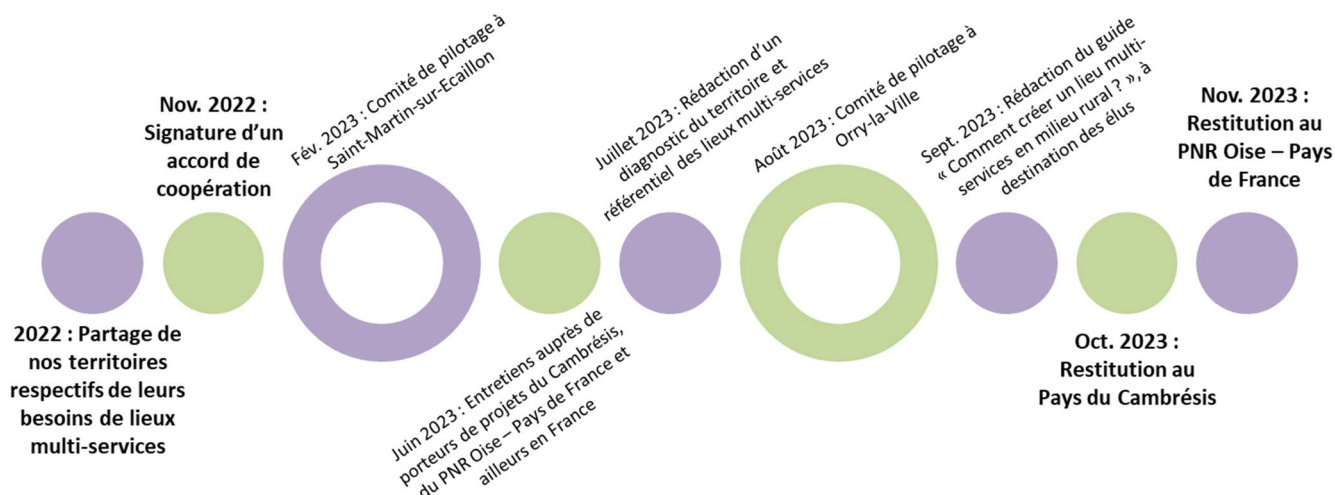 2022 : Partage de
nos territoires
respectifs de leurs
besoins de lieux
multi-services
Nov. 2022 :
Signature d’un
accord de
coopération
Fév. 2023 : Comité de pilotage à
Saint-Martin-sur-Ecaillon
Juin 2023 : Entretiens auprès de
porteurs de projets du Cambrésis,
du PNR Oise – Pays de France et
ailleurs en France
Juillet 2023 : Rédaction d’un
diagnostic du territoire et
référentiel des lieux multi-services
Août 2023 : Comité de pilotage à
Orry-la-Ville
Sept. 2023 : Rédaction du guide
« Comment créer un lieu multi-
services en milieu rural ? », à
destination des élus
Oct. 2023 :
Restitution au
Pays du Cambrésis
Nov. 2023 :
Restitution au
PNR Oise – Pays
de France